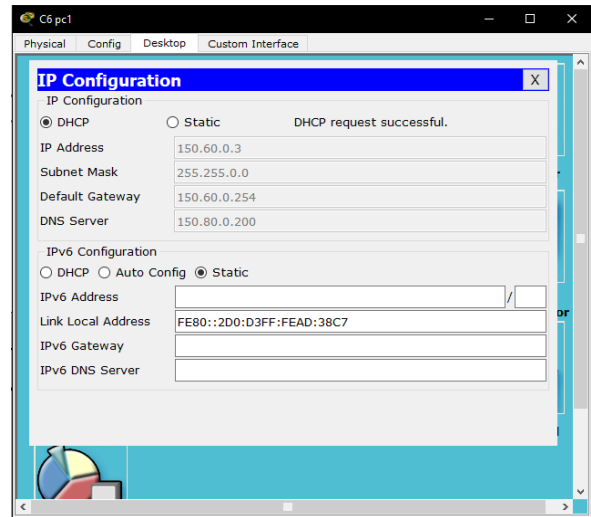 C6 pc1
Physical Config Desktop Custom Interface
IP Configuration X
IP Configuration
DHCP Static DHCP request successful.
IP Address 150.60.0.3
Subnet Mask 255.255.0.0
Default Gateway 150.60.0.254
DNS Server 150.80.0.200
IPv6 Configuration
DHCP Auto Config Static
IPv6 Address /
Link Local Address FE80::2D0:D3FF:FEAD:38C7
IPv6 Gateway
IPv6 DNS Server
or